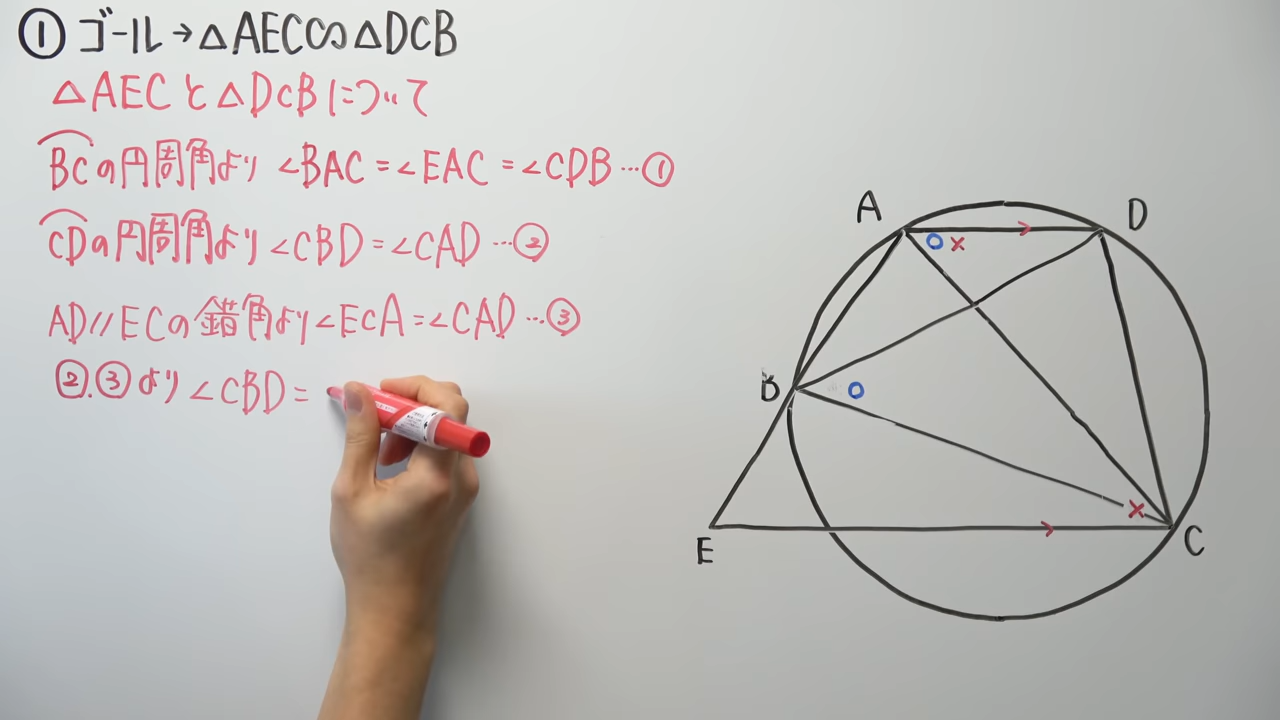 ① ゴール→△AEC∽△DCB
△AECと△DCBについて
BCの円周角より ∠BAC=∠EAC=∠CDB…①
CDの円周角より∠CBD=∠CAD…②
AD//ECの錯角より∠ECA=∠CAD…③
②.③より ∠CBD=
A
D
○ ×
B
○
×
E
C